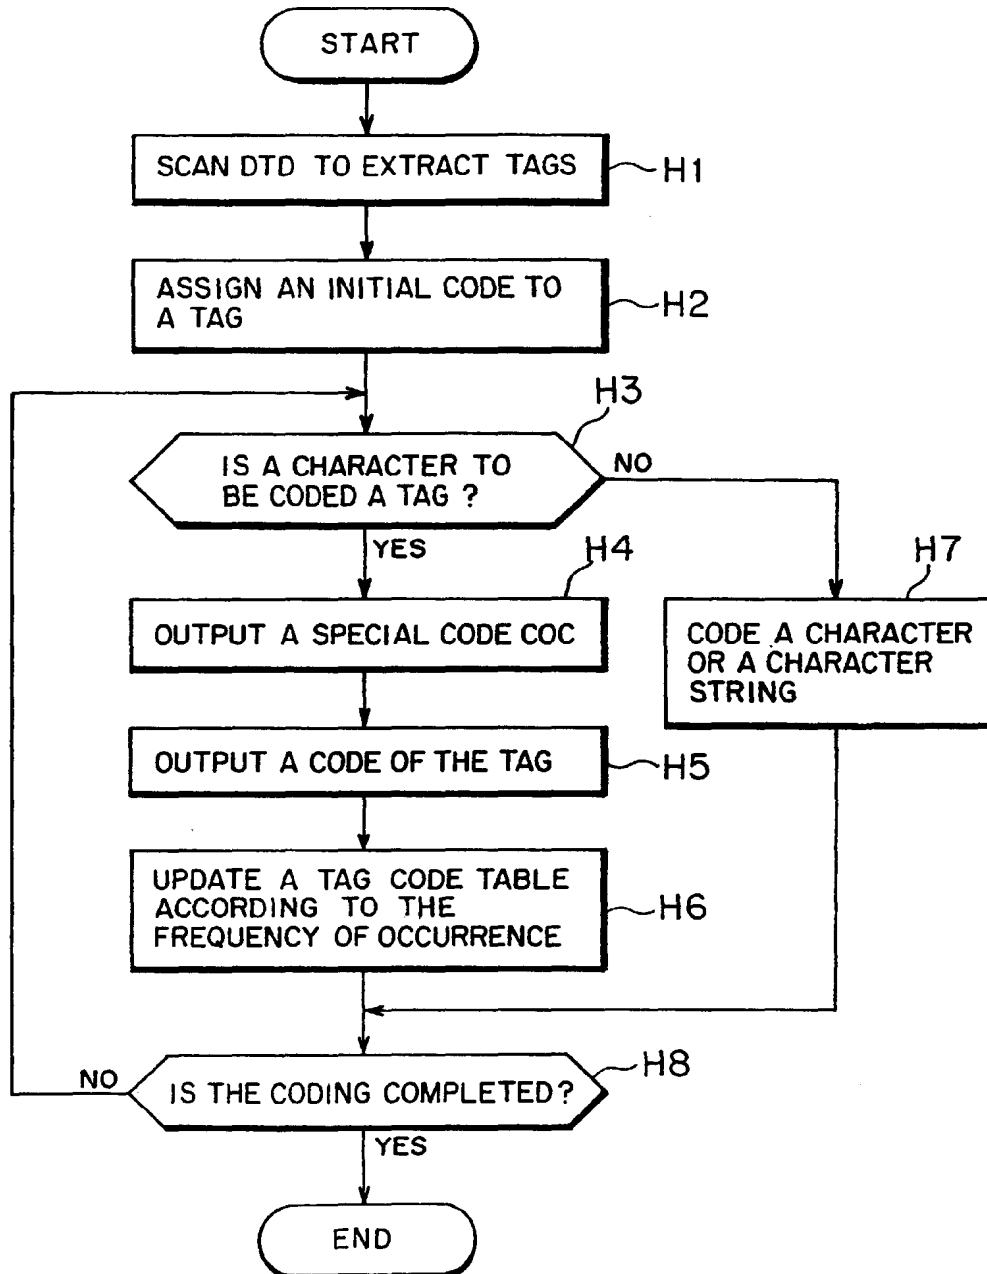 START
SCAN DTD TO EXTRACT TAGS
H1
ASSIGN AN INITIAL CODE TO
A TAG
H2
H3
IS A CHARACTER TO
BE CODED A TAG ?
NO
YES
H4
H7
OUTPUT A SPECIAL CODE COC
CODE A CHARACTER
OR A CHARACTER
STRING
OUTPUT A CODE OF THE TAG
H5
UPDATE A TAG CODE TABLE
ACCORDING TO THE
FREQUENCY OF OCCURRENCE
H6
H8
NO
IS THE CODING COMPLETED?
YES
END